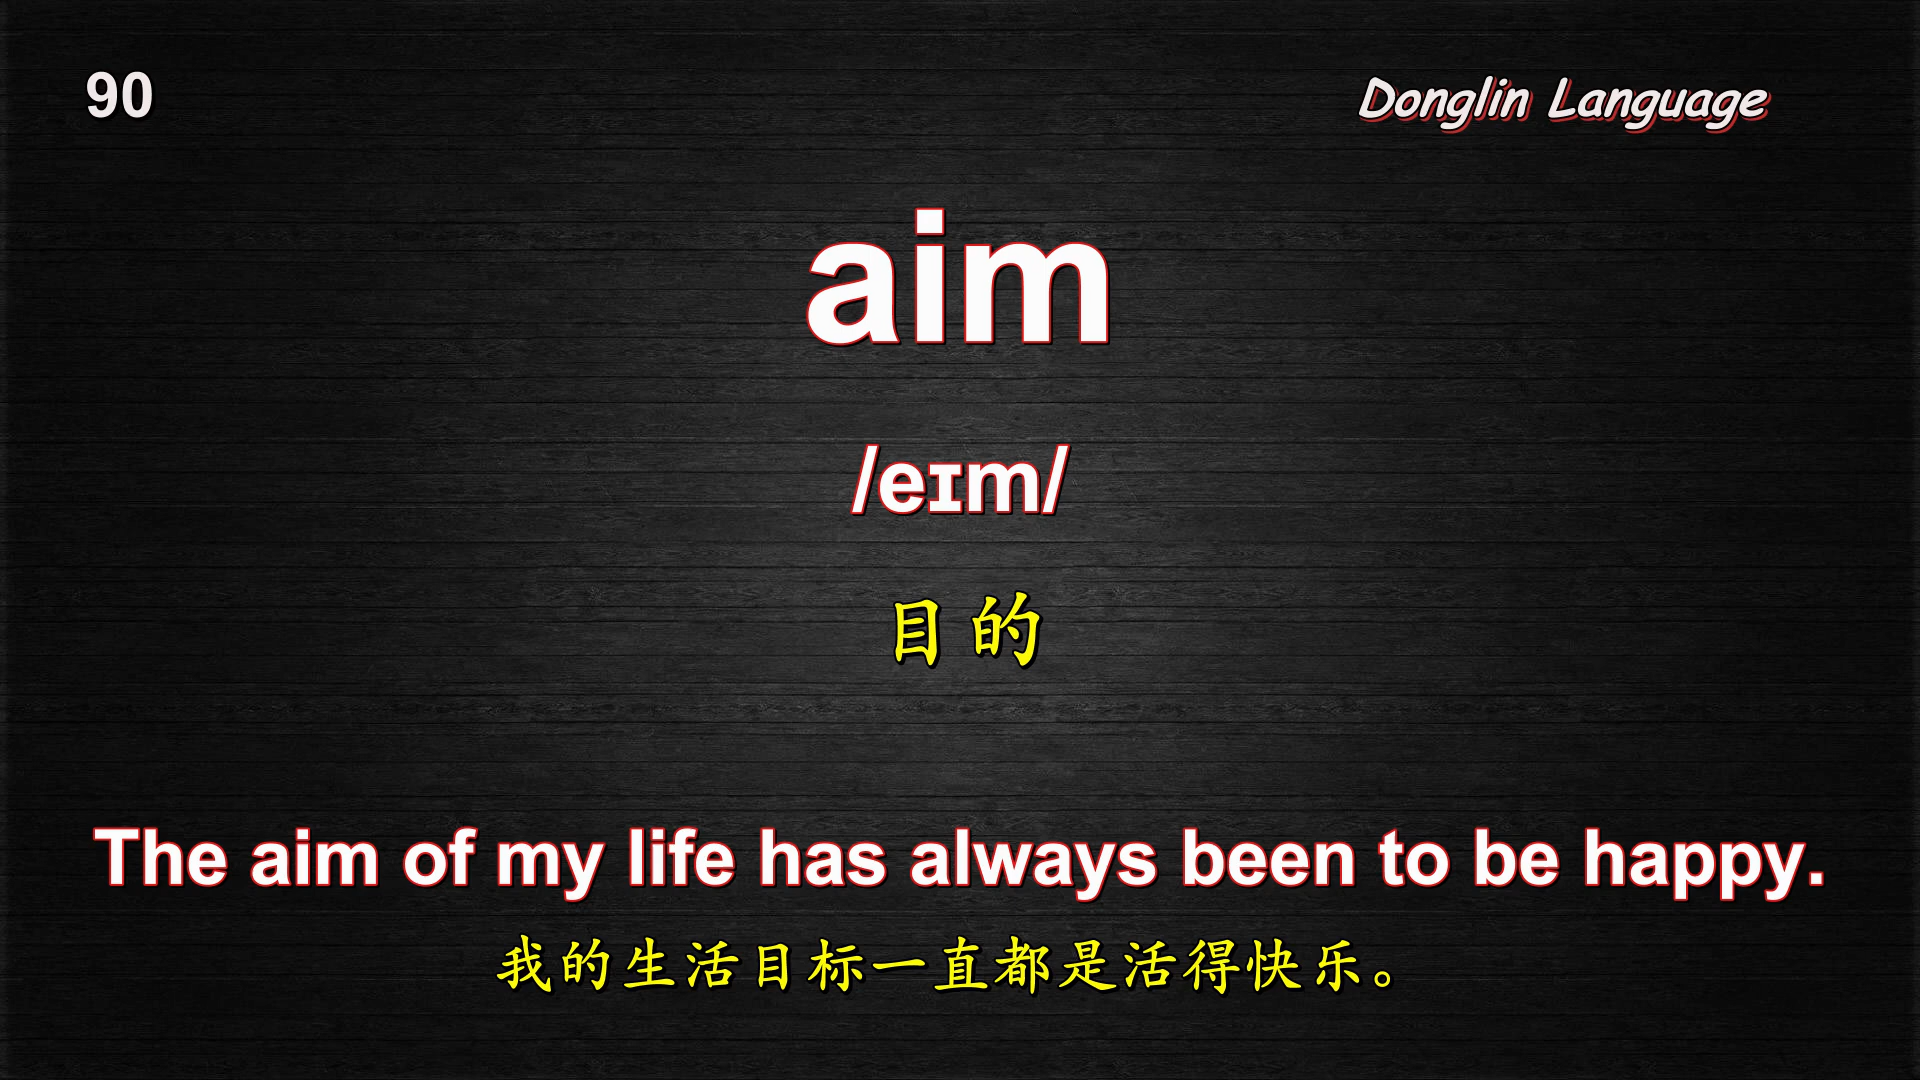 90
Donglin Language
aim
/eɪm/
目的
The aim of my life has always been to be happy.
我的生活目标一直都是活得快乐。